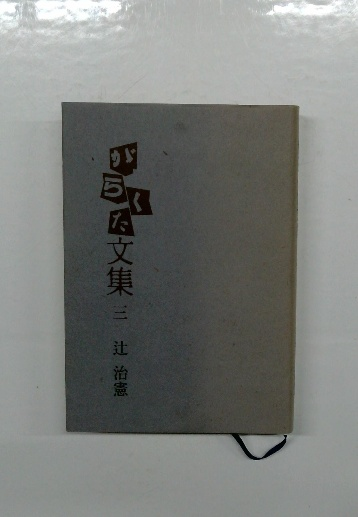 がらくた文集 三 辻 治憲